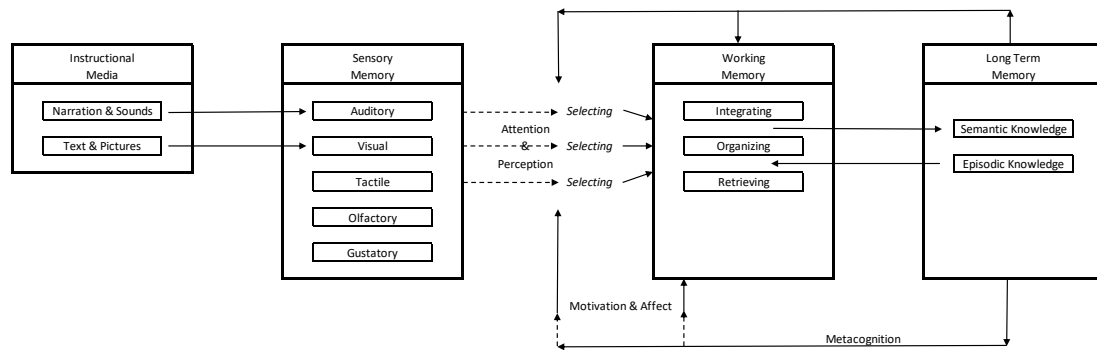 Instructional
Media
Narration & Sounds
Text & Pictures
Sensory
Memory
Auditory
Visual
Tactile
Olfactory
Gustatory
Attention
&
Perception
Selecting
Selecting
Selecting
Motivation & Affect
Working
Memory
Integrating
Organizing
Retrieving
Long Term
Memory
Semantic Knowledge
Episodic Knowledge
Metacognition